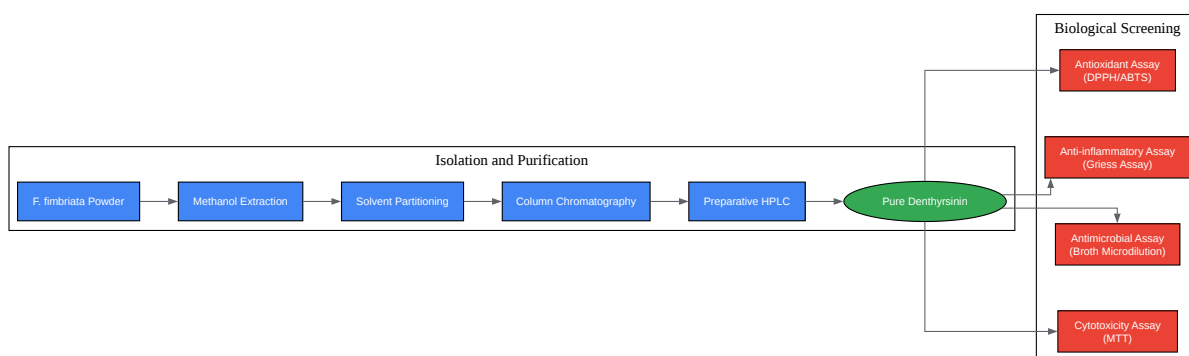 Isolation and Purification
F. fimbriata Powder
Methanol Extraction
Solvent Partitioning
Column Chromatography
Preparative HPLC
Pure Denthyrsinin
Biological Screening
Antioxidant Assay
(DPPH/ABTS)
Anti-inflammatory Assay
(Griess Assay)
Antimicrobial Assay
(Broth Microdilution)
Cytotoxicity Assay
(MTT)